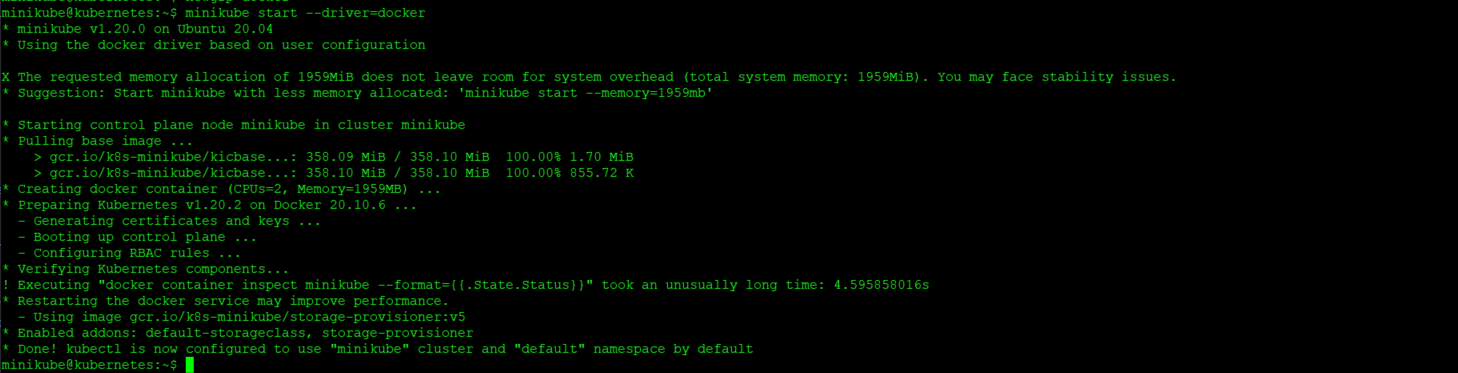 minikube@kubernetes:~$ minikube start --driver=docker
* minikube v1.20.0 on Ubuntu 20.04
* Using the docker driver based on user configuration
X The requested memory allocation of 1959MiB does not leave room for system overhead (total system memory: 1959MiB). You may face stability issues.
* Suggestion: Start minikube with less memory allocated: 'minikube start --memory=1959mb'
* Starting control plane node minikube in cluster minikube
* Pulling base image ...
    > gcr.io/k8s-minikube/kicbase...: 358.09 MiB / 358.10 MiB  100.00% 1.70 MiB
    > gcr.io/k8s-minikube/kicbase...: 358.10 MiB / 358.10 MiB  100.00% 855.72 K
* Creating docker container (CPUs=2, Memory=1959MB) ...
* Preparing Kubernetes v1.20.2 on Docker 20.10.6 ...
  - Generating certificates and keys ...
  - Booting up control plane ...
  - Configuring RBAC rules ...
* Verifying Kubernetes components...
! Executing "docker container inspect minikube --format={{.State.Status}}" took an unusually long time: 4.595858016s
* Restarting the docker service may improve performance.
  - Using image gcr.io/k8s-minikube/storage-provisioner:v5
* Enabled addons: default-storageclass, storage-provisioner
* Done! kubectl is now configured to use "minikube" cluster and "default" namespace by default
minikube@kubernetes:~$